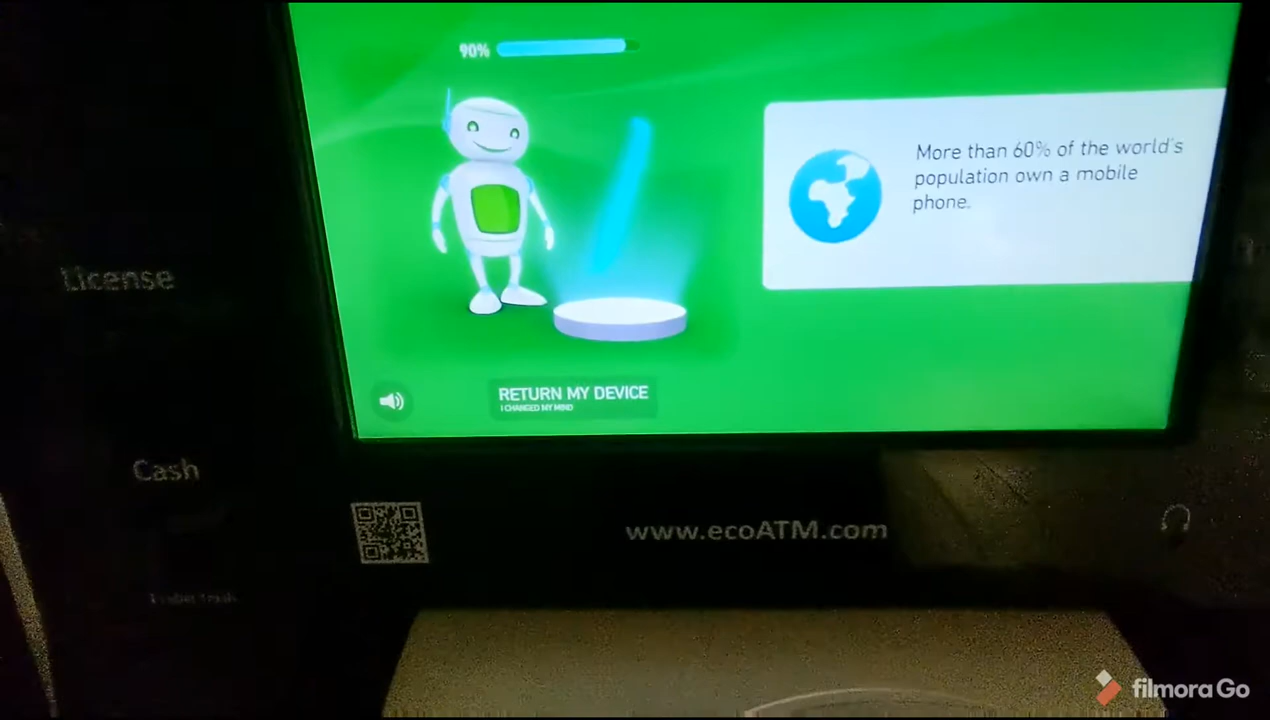 90%
More than 60% of the world's
population own a mobile
phone.
License
RETURN MY DEVICE
I CHANGED MY MIND
Cash
www.ecoATM.com
filmoraGo